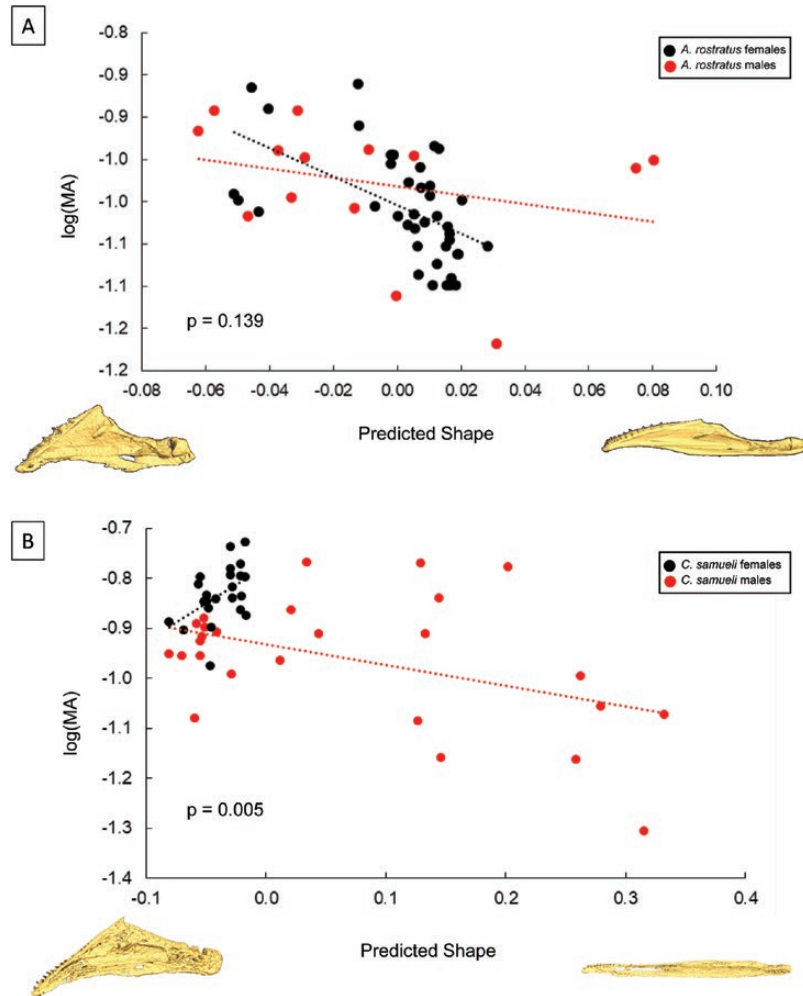 A
-0.8
-0.9
-0.9
-1.0
-1.0
-1.1
-1.1
-1.2
-1.2
log(MA)
A. rostratus females
A. rostratus males
p = 0.139
-0.08 -0.06 -0.04 -0.02 0.00 0.02 0.04 0.06 0.08 0.10
Predicted Shape
B
-0.7
-0.8
-0.9
-1.0
-1.1
-1.2
-1.3
-1.4
log(MA)
C. samueli females
C. samueli males
p = 0.005
-0.1 0.0 0.1 0.2 0.3 0.4
Predicted Shape